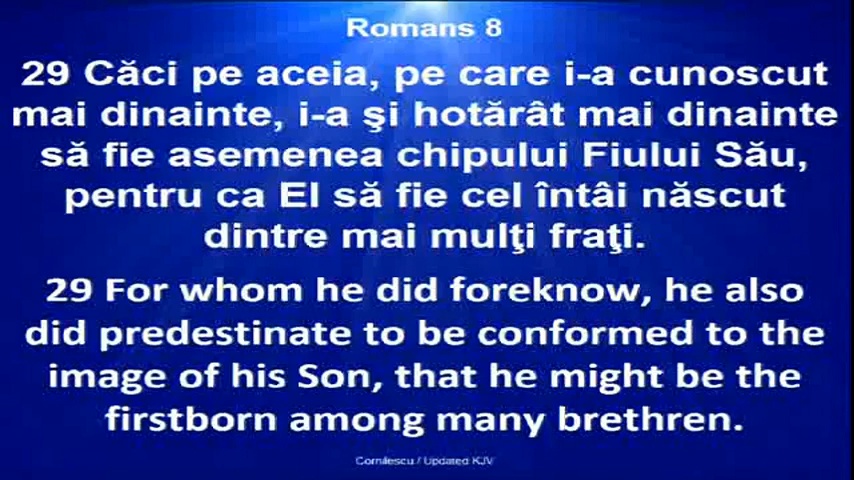 Romans 8
29 Căci pe aceia, pe care i-a cunoscut
mai dinainte, i-a şi hotărât mai dinainte
să fie asemenea chipului Fiului Său,
pentru ca El să fie cel întâi născut
dintre mai mulţi fraţi.
29 For whom he did foreknow, he also
did predestinate to be conformed to the
image of his Son, that he might be the
firstborn among many brethren.
Cornilescu / Updated KJV